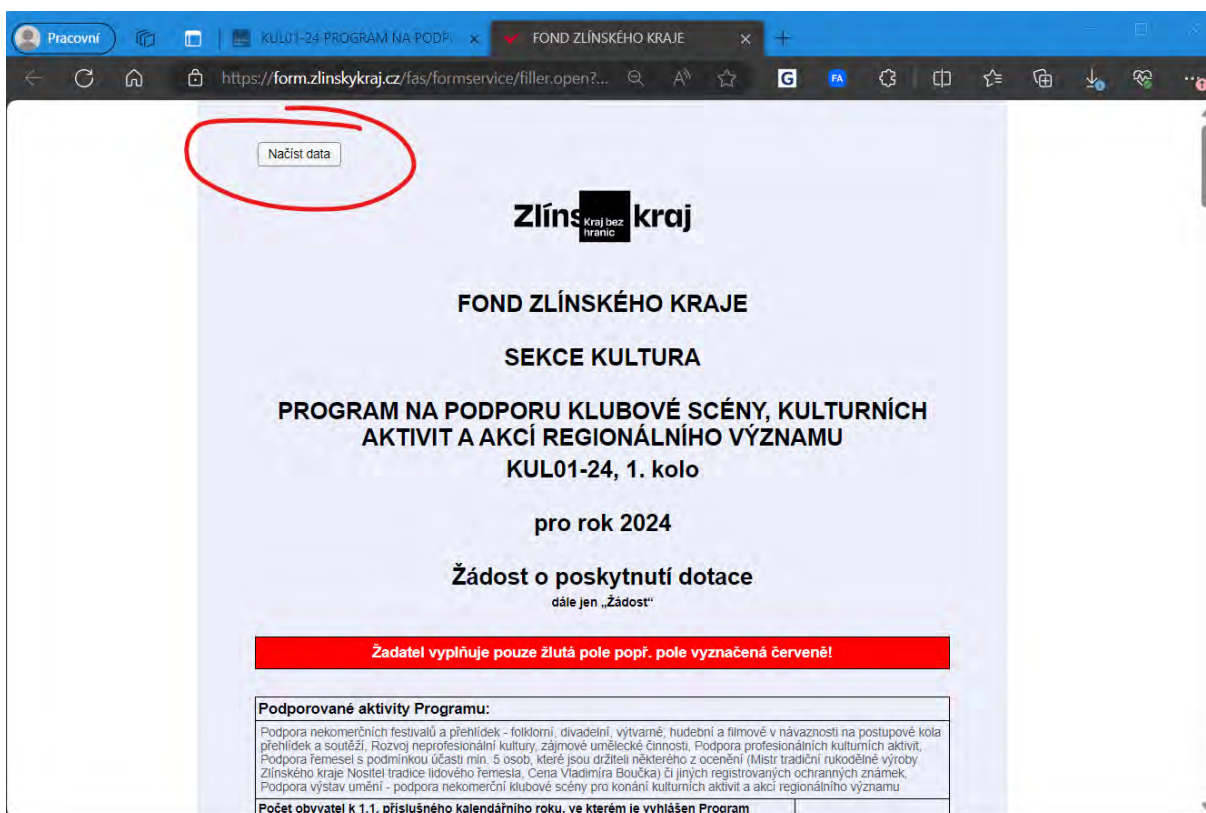 Pracovní
KUL01-24 PROGRAM NA PODP
FOND ZLÍNSKÉHO KRAJE
https://form.zlinskykraj.cz/fas/formservice/filler.open?...
G
FA
Načíst data
Zlíns kraj
Kraj bez
hranic
FOND ZLÍNSKÉHO KRAJE
SEKCE KULTURA
PROGRAM NA PODPORU KLUBOVÉ SCÉNY, KULTURNÍCH
AKTIVIT A AKCÍ REGIONÁLNÍHO VÝZNAMU
KUL01-24, 1. kolo
pro rok 2024
Žádost o poskytnutí dotace
dále jen „Žádost“
Žadatel vyplňuje pouze žlutá pole popř. pole vyznačená červeně!
Podporované aktivity Programu:
Podpora nekomerčních festivalů a přehlídek - folklorní, divadelní, výtvarné, hudební a filmové v návaznosti na postupové kola
přehlídek a soutěží, Rozvoj neprofesionální kultury, zájmové umělecké činnosti, Podpora profesionálních kulturních aktivit,
Podpora řemesel s podmínkou účasti min. 5 osob, které jsou držiteli některého z ocenění (Mistr tradiční rukodělné výroby
Zlínského kraje Nositel tradice lidového řemesla, Cena Vladimíra Boučka) či jiných registrovaných ochranných známek,
Podpora výstav umění - podpora nekomerční klubové scény pro konání kulturních aktivit a akcí regionálního významu
Počet obyvatel k 1.1. příslušného kalendářního roku, ve kterém je vyhlášen Program